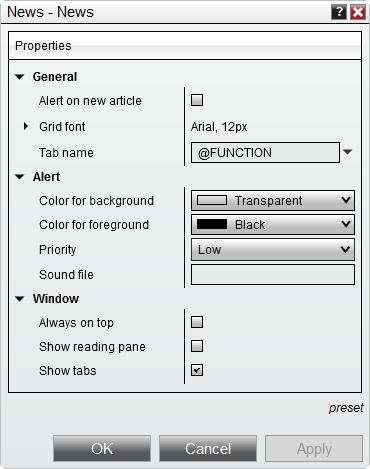 News - News ? x
Properties
General
Alert on new article
Grid font Arial, 12px
Tab name @FUNCTION
Alert
Color for background Transparent
Color for foreground Black
Priority Low
Sound file
Window
Always on top
Show reading pane
Show tabs
preset
OK Cancel Apply